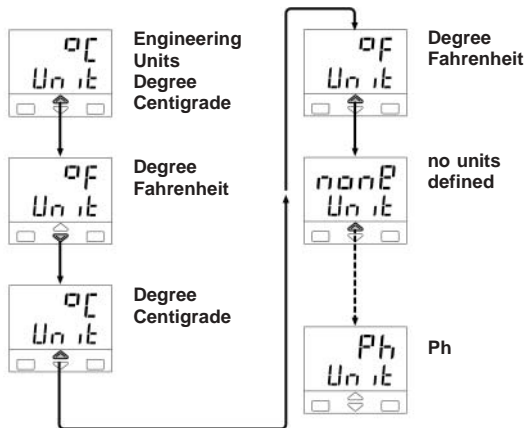 °C
Unit
Engineering
Units
Degree
Centigrade
°F
Unit
Degree
Fahrenheit
°C
Unit
Degree
Centigrade
°F
Unit
Degree
Fahrenheit
nonE
Unit
no units
defined
Ph
Unit
Ph